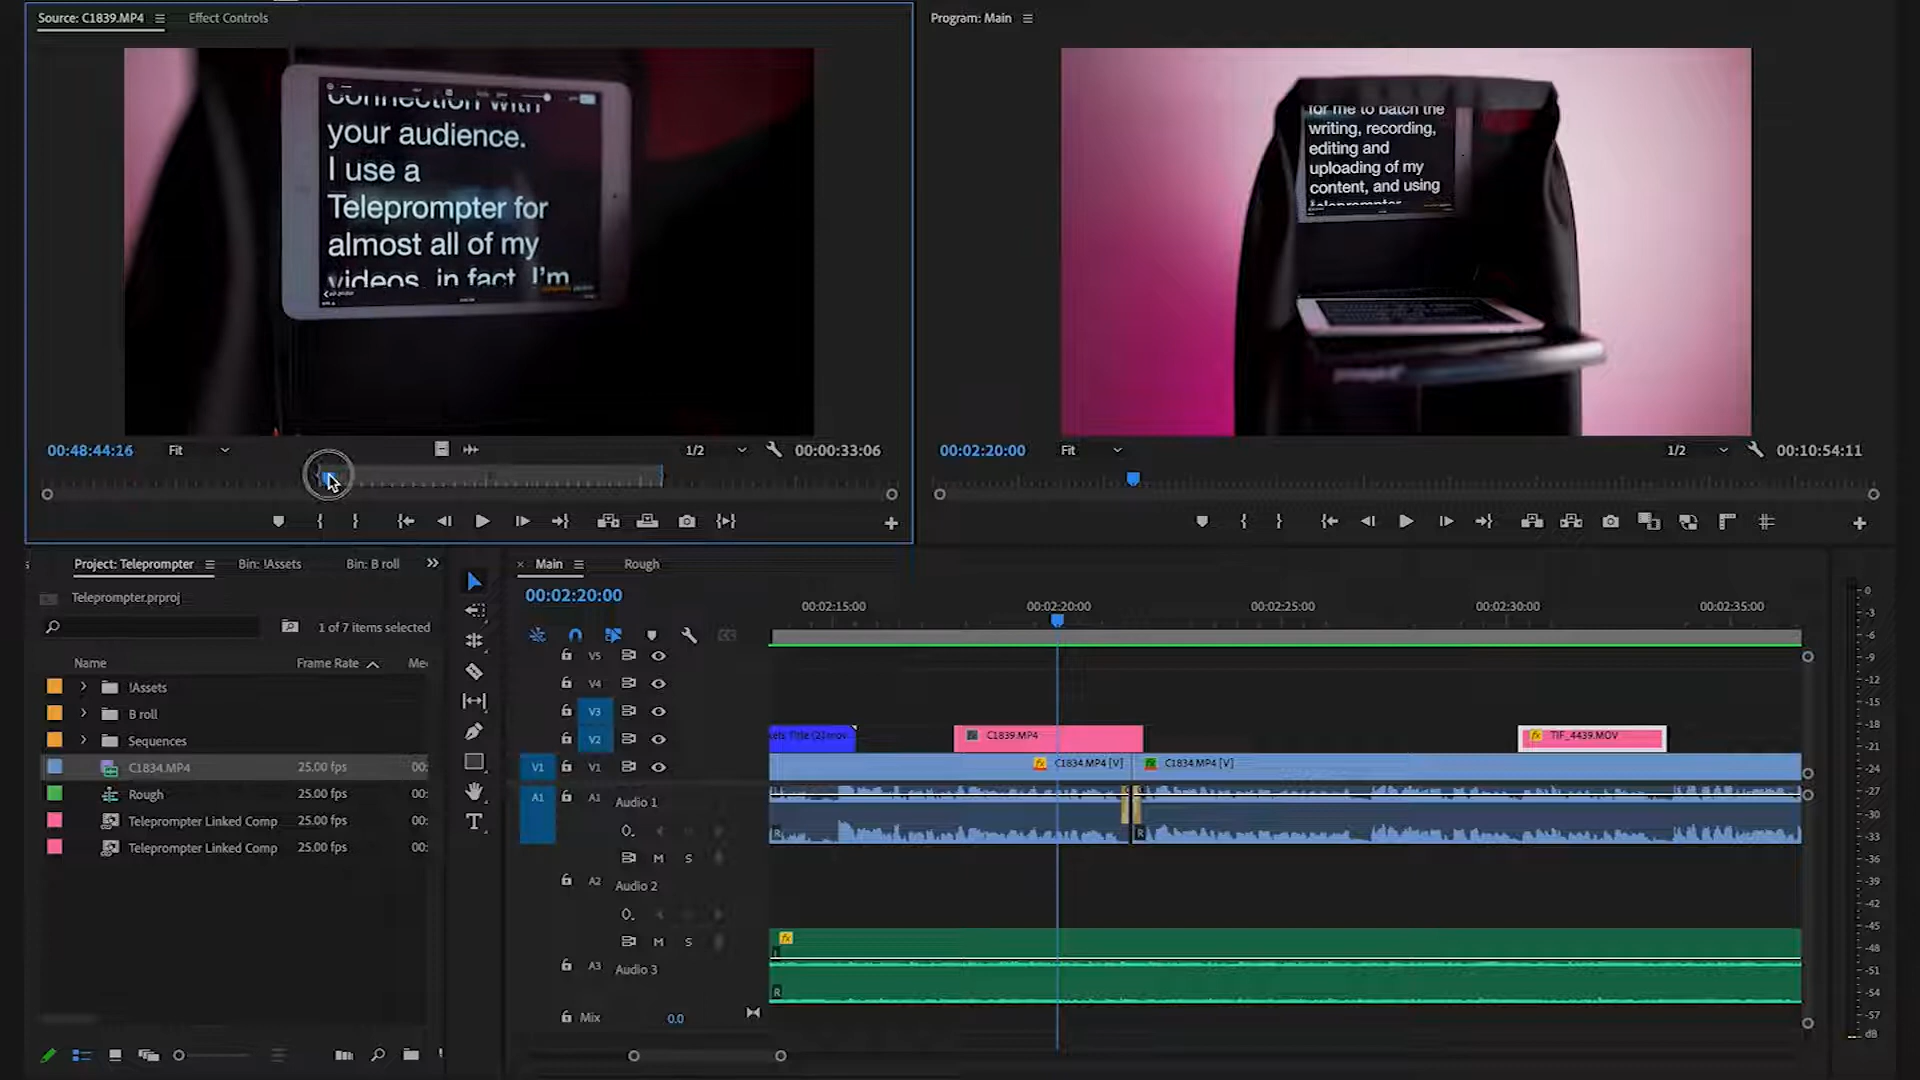 Source: C1839.MP4
Effect Controls
Program: Main
connection with
your audience.
I use a
Teleprompter for
almost all of my
videos, in fact, I'm
for me to batch the
writing, recording,
editing and
uploading of my
content, and using
teleprompter
00:48:44:16
Fit
1/2
00:00:33:06
00:02:20:00
Fit
1/2
00:10:54:11
Project: Teleprompter
Bin: !Assets
Bin: B roll
Teleprompter.prproj
1 of 7 items selected
Name
Frame Rate
!Assets
B roll
Sequences
C1834.MP4 25.00 fps 00:
Rough 25.00 fps 00:
Teleprompter Linked Comp 25.00 fps 00:
Teleprompter Linked Comp 25.00 fps 00:
Main
Rough
00:02:20:00
00:02:15:00
00:02:20:00
00:02:25:00
00:02:30:00
00:02:35:00
V5
V4
V3
V2
V1 V1
A1 A1 Audio 1
M S
A2 Audio 2
M S
A3 Audio 3
Mix 0.0
C1839.MP4
TIF_4439.MOV
C1834.MP4 [V]
C1834.MP4 [V]
fx
R
R
R
0
-3
-6
-9
-12
-15
-18
-21
-24
-27
-30
-33
-36
-39
-42
-45
-48
-51
-54
-57
dB